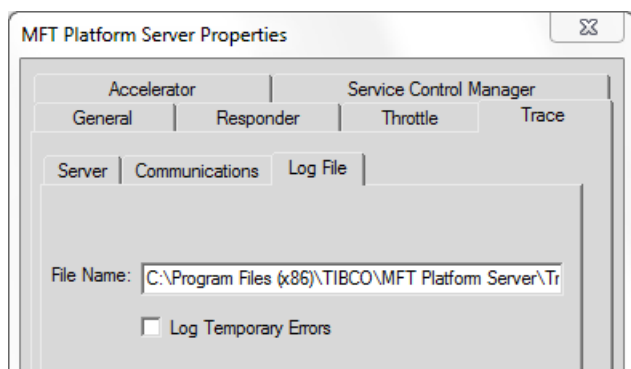 MFT Platform Server Properties
Accelerator Service Control Manager
General Responder Throttle Trace
Server Communications Log File
File Name: C:\Program Files (x86)\TIBCO\MFT Platform Server\Tr
Log Temporary Errors